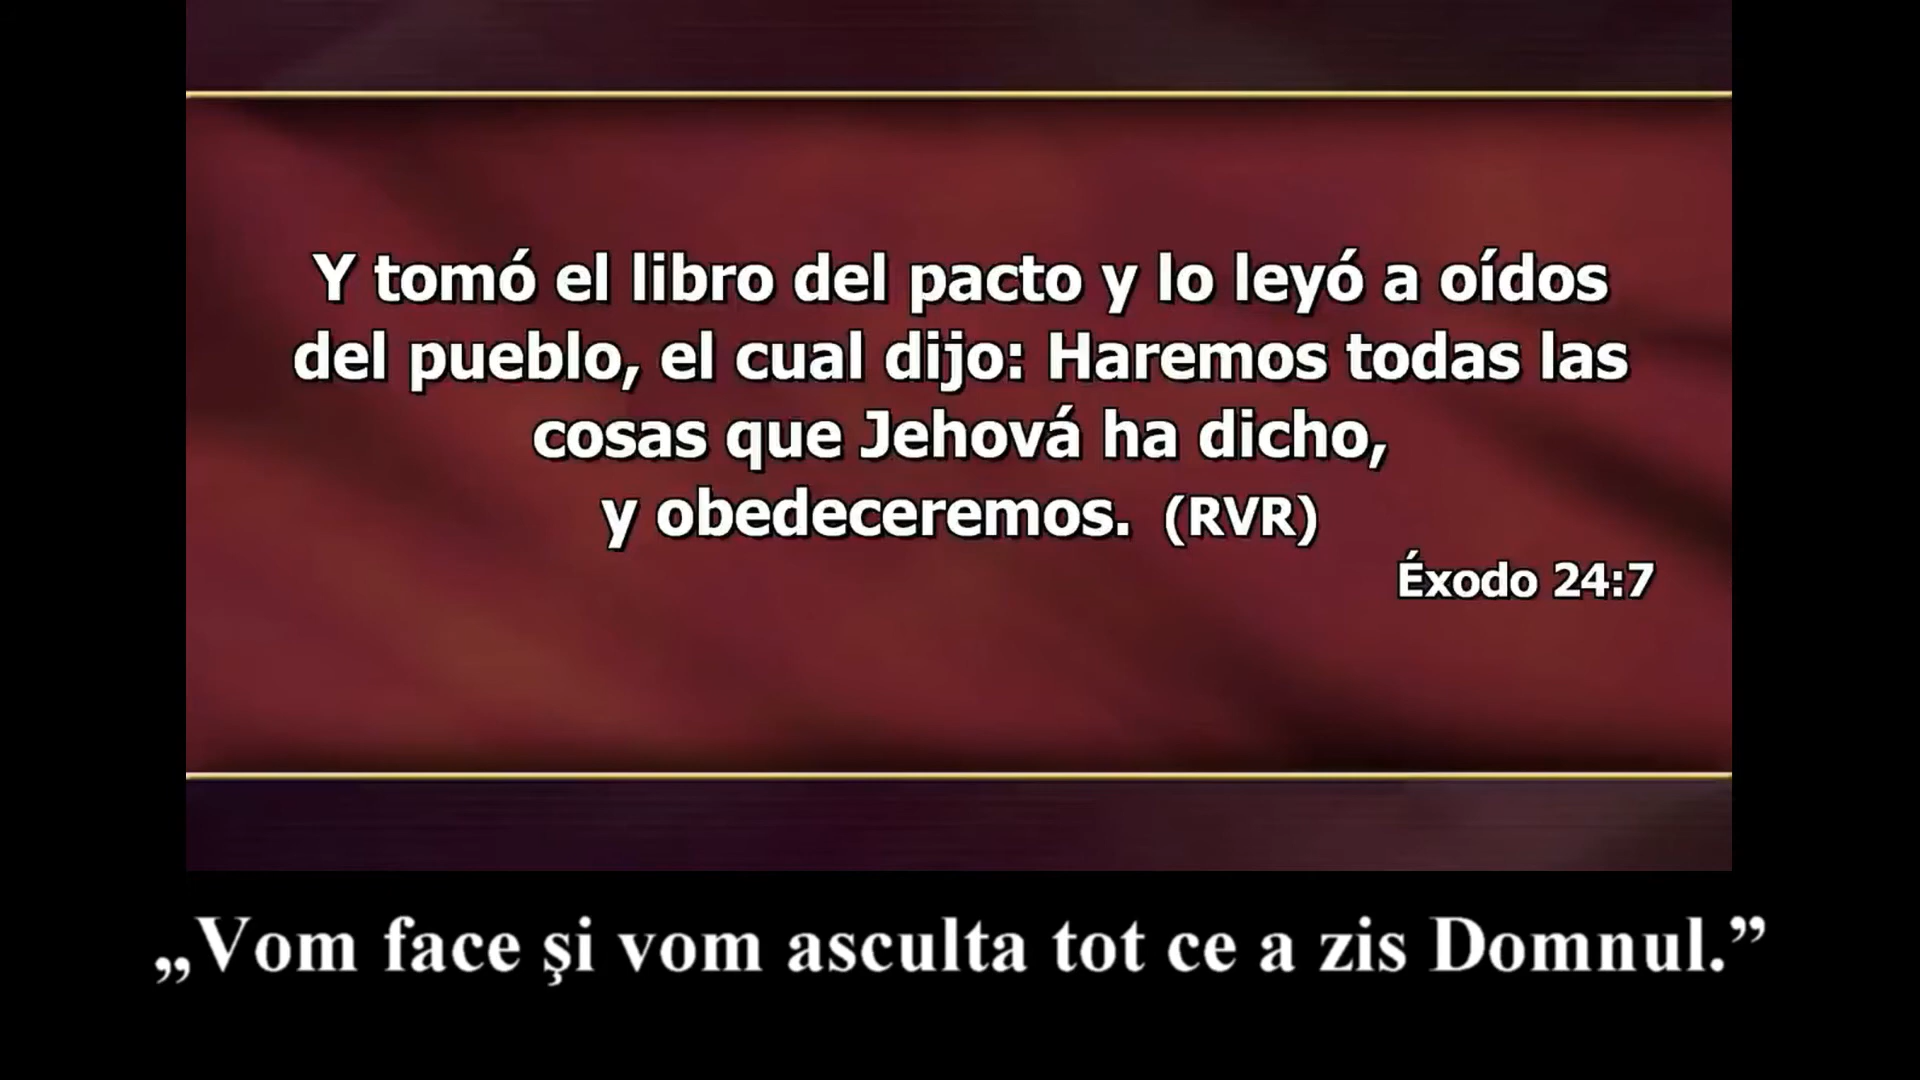 Y tomó el libro del pacto y lo leyó a oídos
del pueblo, el cual dijo: Haremos todas las
cosas que Jehová ha dicho,
y obedeceremos. (RVR)
Éxodo 24:7
„Vom face şi vom asculta tot ce a zis Domnul.”